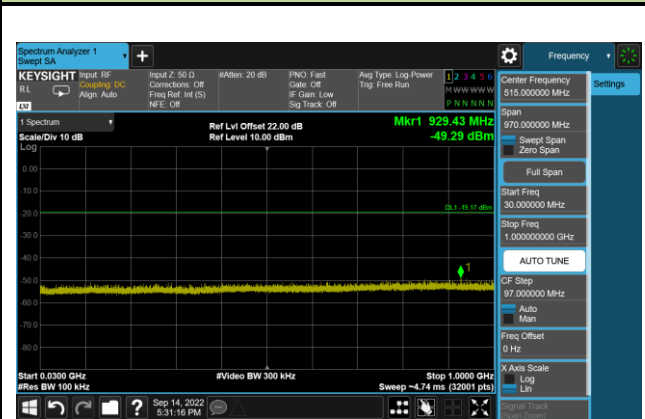 Spectrum Analyzer 1
Swept SA
+
Frequency
KEYSIGHT
RL
Input: RF
Coupling: DC
Align: Auto
Input Z: 50 Ω
Corrections: Off
Freq Ref: Int (S)
NFE: Off
#Atten: 20 dB
PNO: Fast
Gate: Off
IF Gain: Low
Sig Track: Off
Avg Type: Log-Power
Trig: Free Run
1 2 3 4 5 6
M W W W W W
P N N N N N
Center Frequency
515.000000 MHz
Settings
1 Spectrum
Scale/Div 10 dB
Log
Ref Lvl Offset 22.00 dB
Ref Level 10.00 dBm
Mkr1 929.43 MHz
-49.29 dBm
Span
970.000000 MHz
Swept Span
Zero Span
Full Span
Start Freq
30.000000 MHz
Stop Freq
1.000000000 GHz
AUTO TUNE
CF Step
97.000000 MHz
Auto
Man
Freq Offset
0 Hz
X Axis Scale
Log
Lin
Signal Track
(Span Zoom)
0.00
-10.0
-20.0
-30.0
-40.0
-50.0
-60.0
-70.0
-80.0
DL1 -19.17 dBm
1
Start 0.0300 GHz
#Res BW 100 kHz
#Video BW 300 kHz
Stop 1.0000 GHz
Sweep ~4.74 ms (32001 pts)
?
Sep 14, 2022
5:31:16 PM